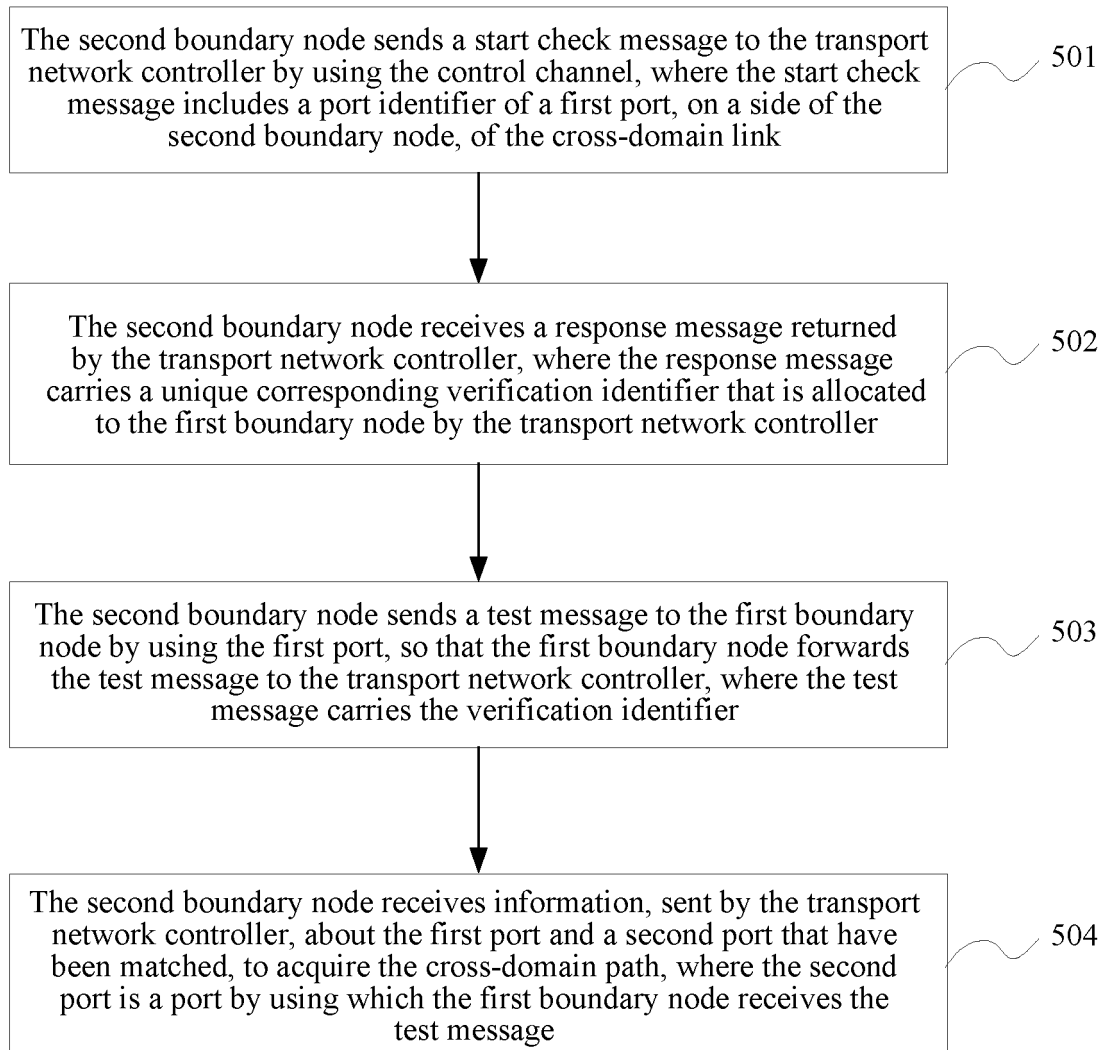 The second boundary node sends a start check message to the transport
network controller by using the control channel, where the start check
message includes a port identifier of a first port, on a side of the
second boundary node, of the cross-domain link
501
The second boundary node receives a response message returned
by the transport network controller, where the response message
carries a unique corresponding verification identifier that is allocated
to the first boundary node by the transport network controller
502
The second boundary node sends a test message to the first boundary
node by using the first port, so that the first boundary node forwards
the test message to the transport network controller, where the test
message carries the verification identifier
503
The second boundary node receives information, sent by the transport
network controller, about the first port and a second port that have
been matched, to acquire the cross-domain path, where the second
port is a port by using which the first boundary node receives the
test message
504